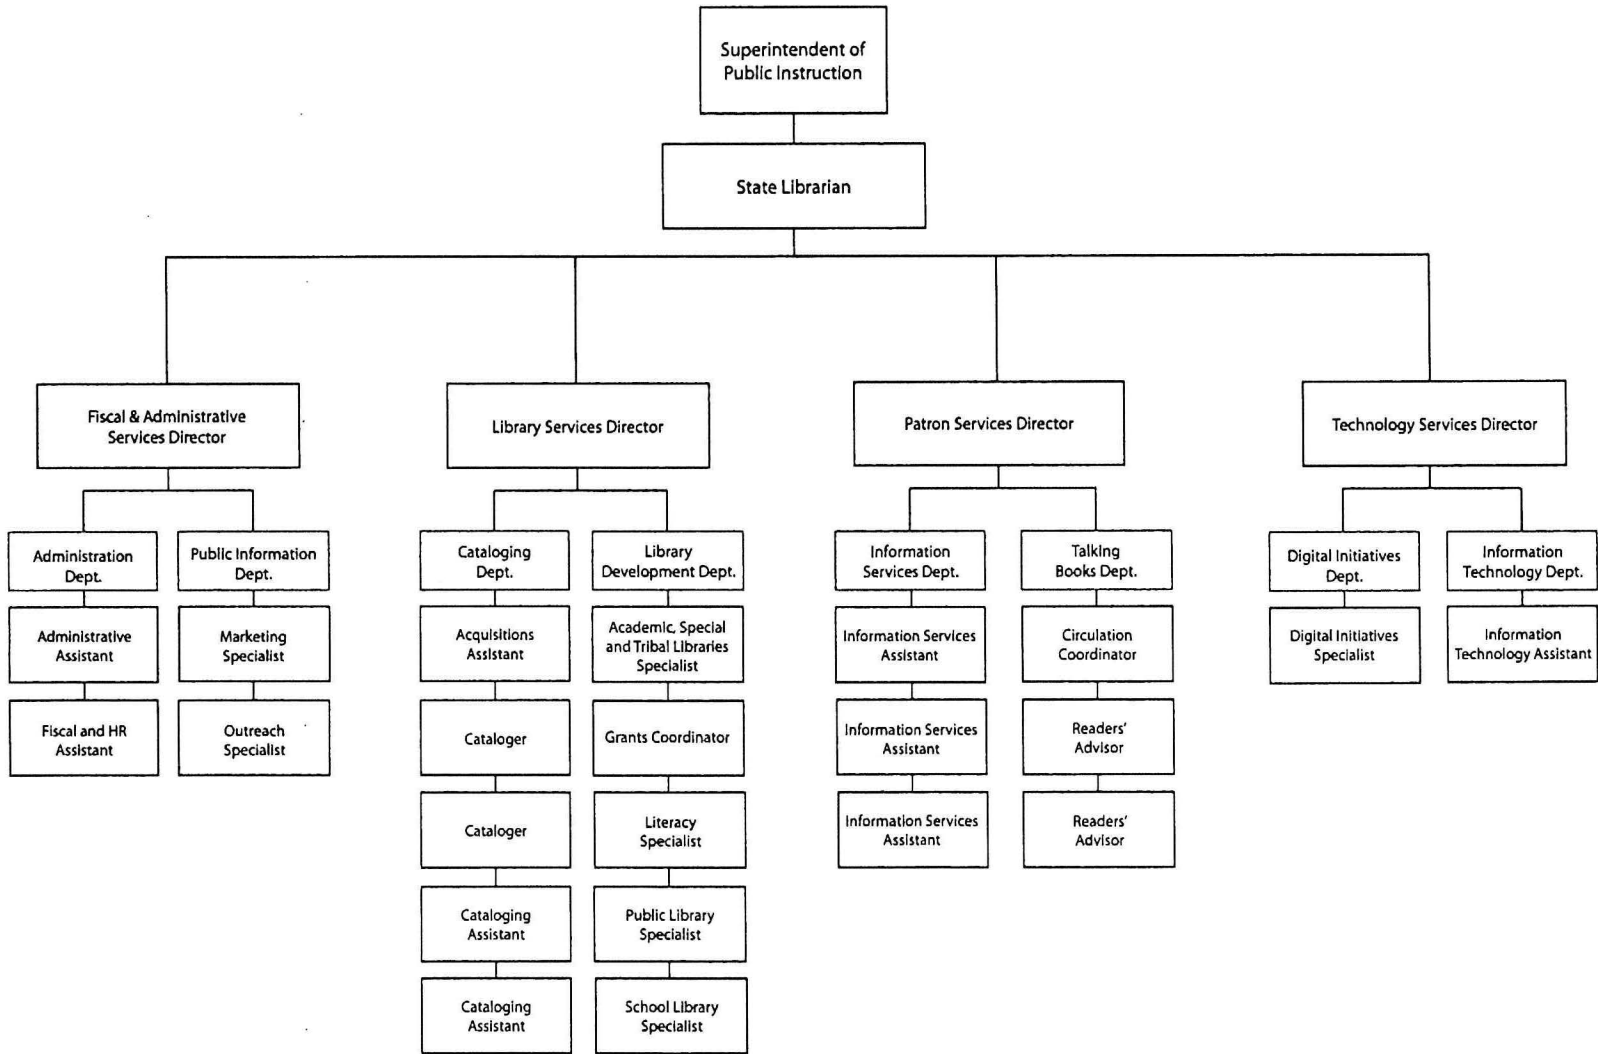 Superintendent of
Public Instruction
State Librarian
Fiscal & Administrative
Services Director
Library Services Director
Patron Services Director
Technology Services Director
Administration
Dept.
Public Information
Dept.
Cataloging
Dept.
Library
Development Dept.
Information
Services Dept.
Talking
Books Dept.
Digital Initiatives
Dept.
Information
Technology Dept.
Administrative
Assistant
Marketing
Specialist
Acquisitions
Assistant
Academic, Special
and Tribal Libraries
Specialist
Information Services
Assistant
Circulation
Coordinator
Digital Initiatives
Specialist
Information
Technology Assistant
Fiscal and HR
Assistant
Outreach
Specialist
Cataloger
Grants Coordinator
Information Services
Assistant
Readers'
Advisor
Cataloger
Literacy
Specialist
Information Services
Assistant
Readers'
Advisor
Cataloging
Assistant
Public Library
Specialist
Cataloging
Assistant
School Library
Specialist